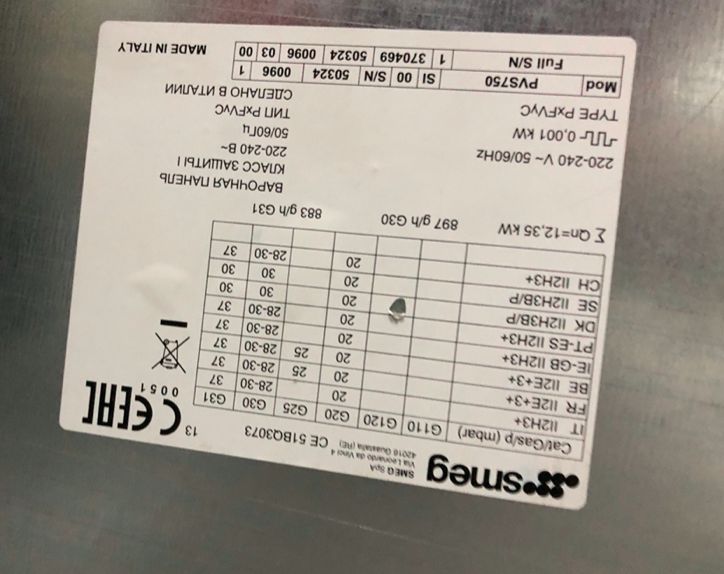 smeg
SMEG SpA
Via Leonardo da Vinci 4
42016 Guastalla (RE)
CE 51BQ3073
13
CE EAC
0051
Cat/Gas/p (mbar) G110 G120 G20 G25 G30 G31
IT II2H3+ 20 28-30 37
FR II2E+3+ 20 25 28-30 37
BE II2E+3+ 20 25 28-30 37
IE-GB II2H3+ 20 28-30 37
PT-ES II2H3+ 20 28-30 37
DK II2H3B/P 20 30 30
SE II2H3B/P 20 30 30
CH II2H3+ 20 28-30 37
Σ Qn=12,35 kW 897 g/h G30 883 g/h G31
ВАРОЧНАЯ ПАНЕЛЬ
КЛАСС ЗАЩИТЫ I
220-240 V~ 50/60Hz 220-240 В~
0,001 kW 50/60Гц
TYPE PxFVyC ТИП PxFVyC
СДЕЛАНО В ИТАЛИИ
Mod PVS750 SI 00 S/N 50324 0096 1
Full S/N 1 370469 50324 0096 03 00 MADE IN ITALY